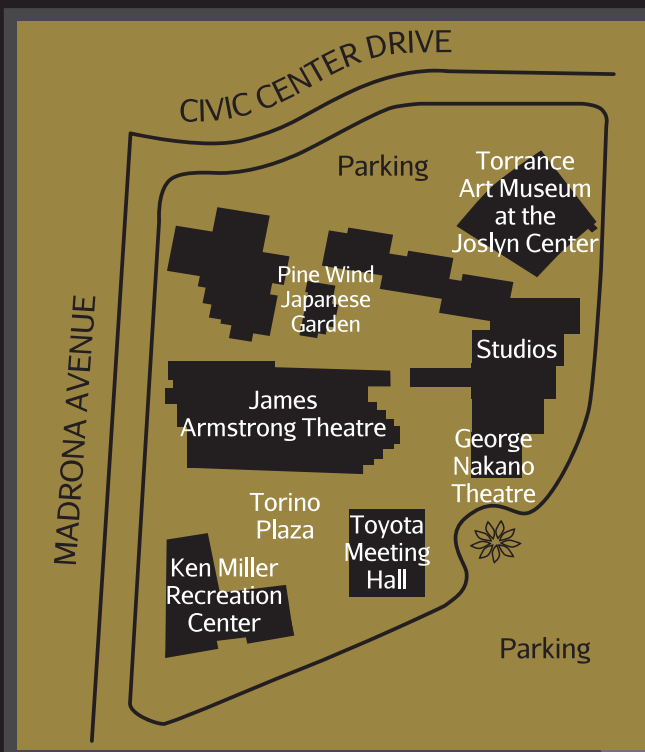 CIVIC CENTER DRIVE
Parking
Torrance
Art Museum
at the
Joslyn Center
Pine Wind
Japanese
Garden
MADRONA AVENUE
Studios
James
Armstrong Theatre
George
Nakano
Theatre
Torino
Plaza
Toyota
Meeting
Hall
Ken Miller
Recreation
Center
Parking